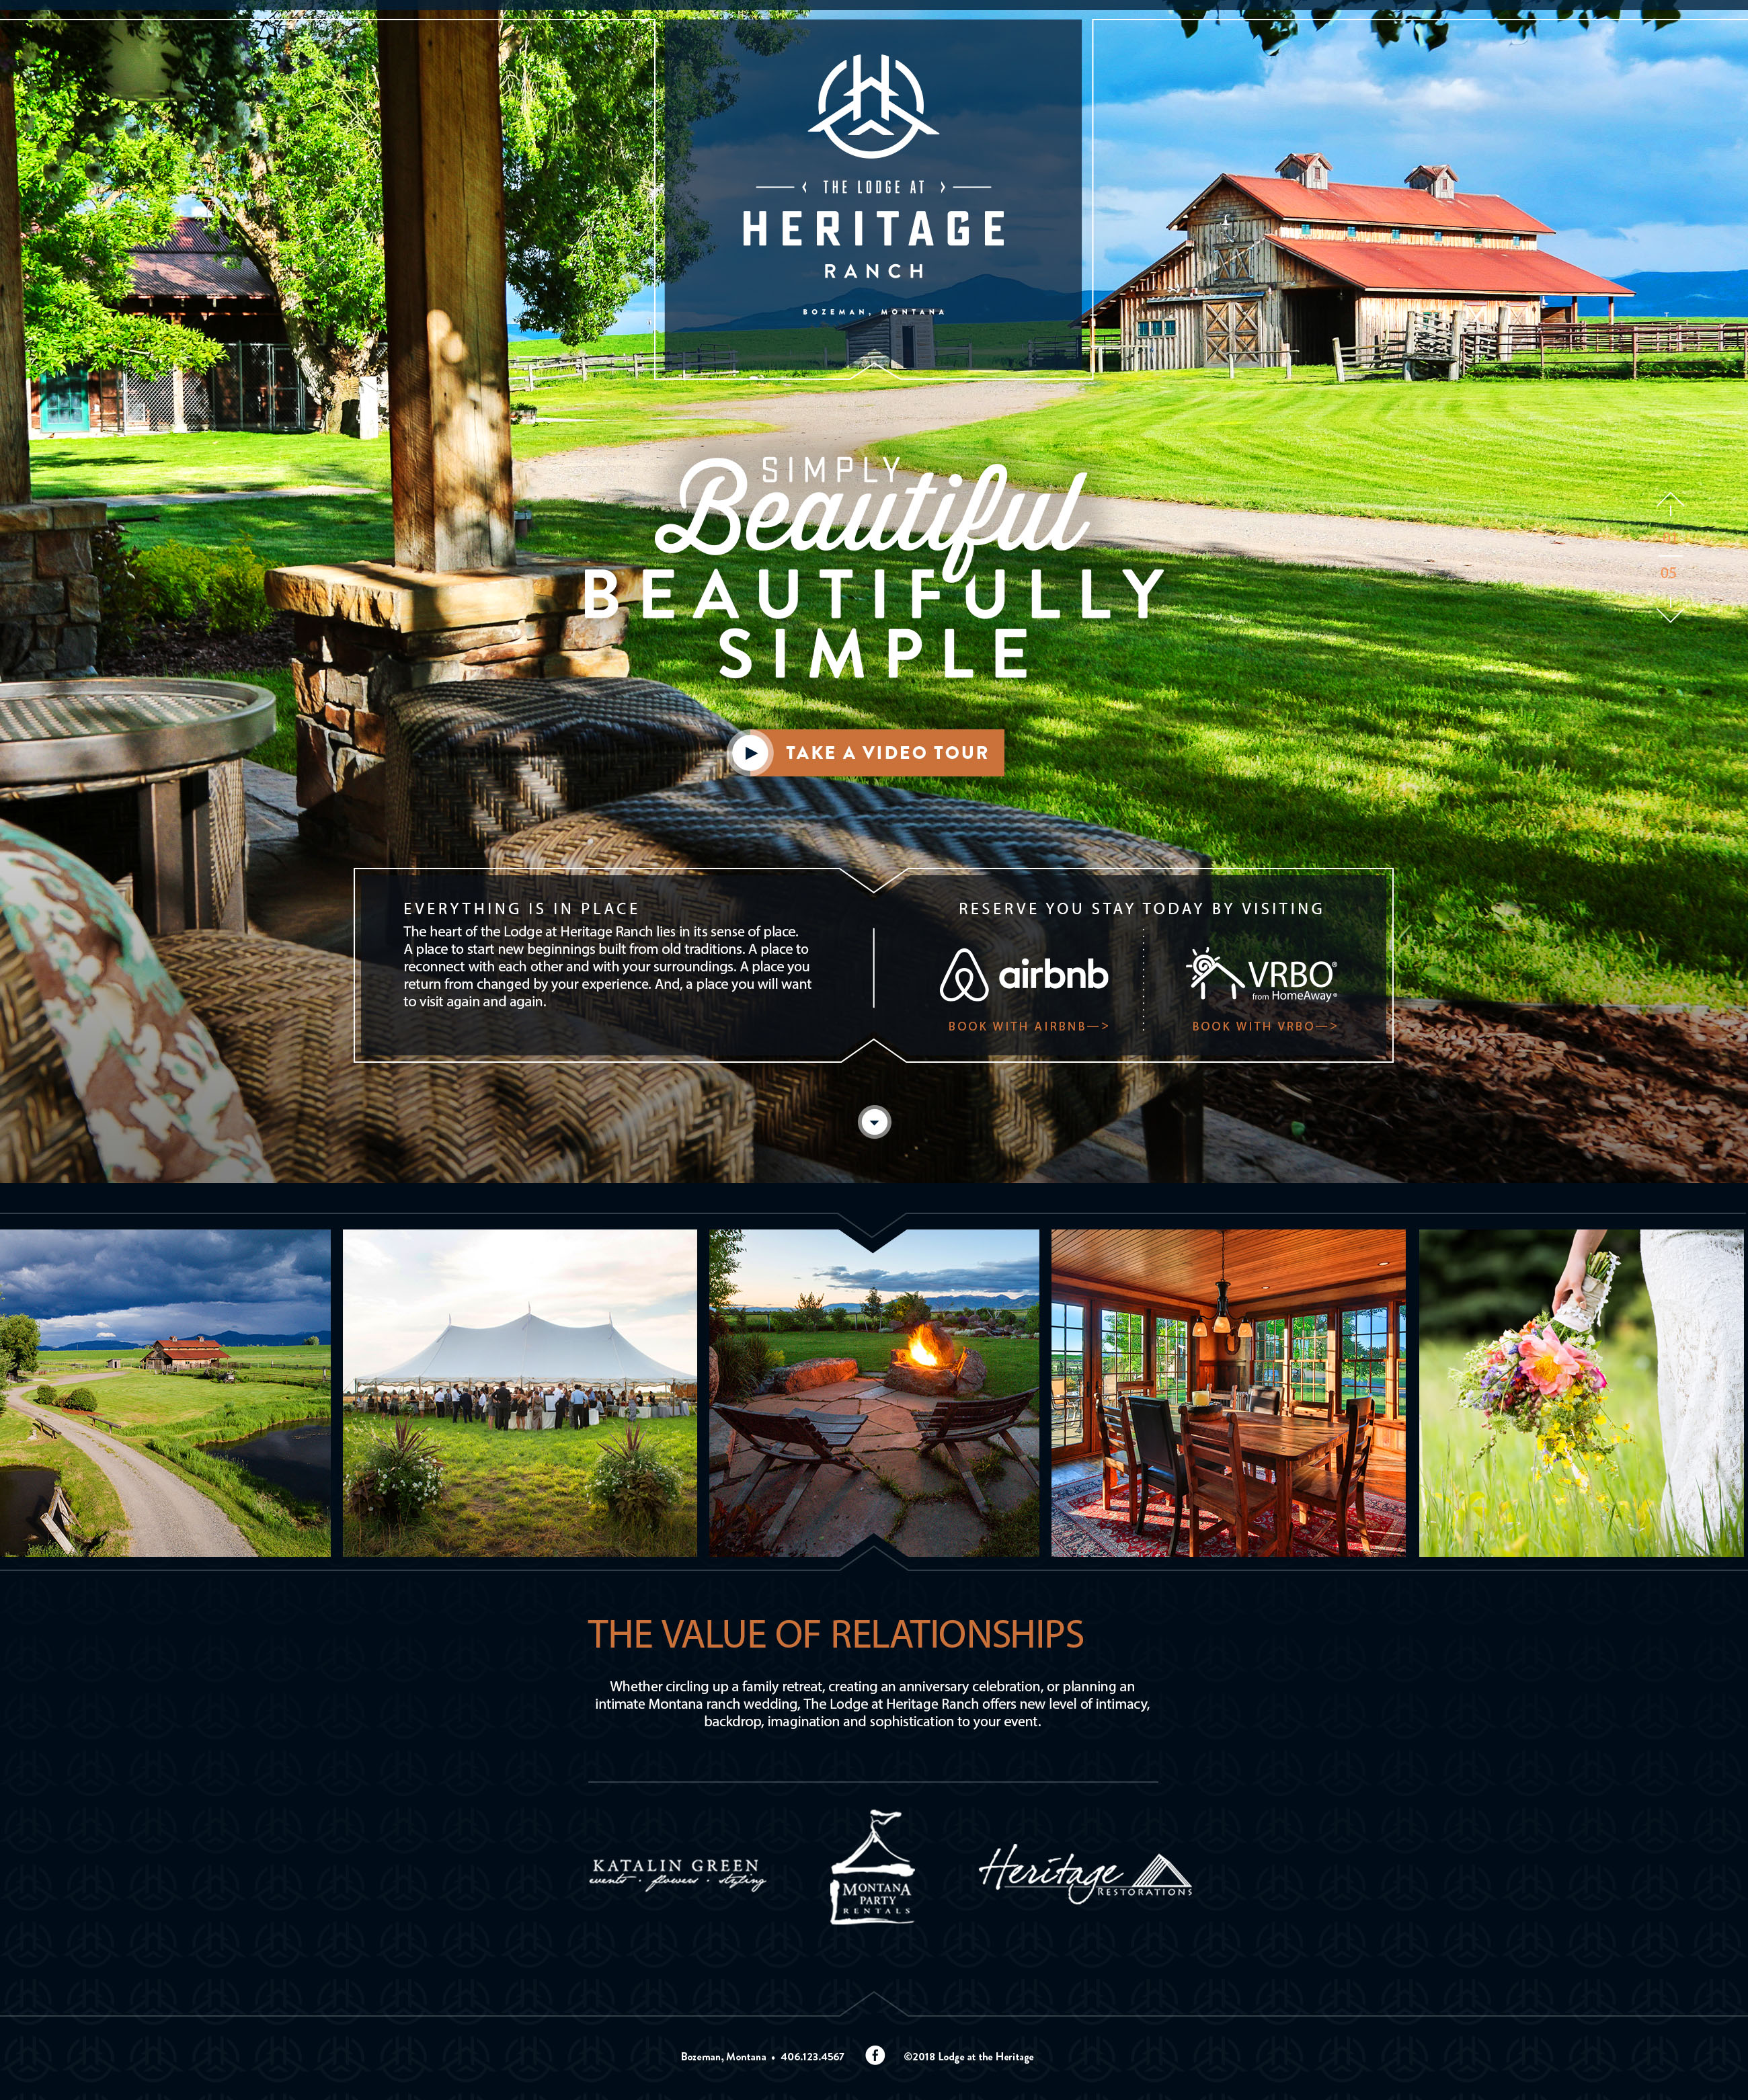 THE LODGE AT
HERITAGE
RANCH
BOZEMAN, MONTANA
SIMPLY
Beautiful
BEAUTIFULLY
SIMPLE
01
05
TAKE A VIDEO TOUR
EVERYTHING IS IN PLACE
The heart of the Lodge at Heritage Ranch lies in its sense of place.
A place to start new beginnings built from old traditions. A place to
reconnect with each other and with your surroundings. A place you
return from changed by your experience. And, a place you will want
to visit again and again.
RESERVE YOU STAY TODAY BY VISITING
airbnb
VRBO®
from HomeAway®
BOOK WITH AIRBNB—>
BOOK WITH VRBO—>
THE VALUE OF RELATIONSHIPS
Whether circling up a family retreat, creating an anniversary celebration, or planning an
intimate Montana ranch wedding, The Lodge at Heritage Ranch offers new level of intimacy,
backdrop, imagination and sophistication to your event.
KATALIN GREEN
events · flowers · styling
MONTANA
PARTY
RENTALS
Heritage
RESTORATIONS
Bozeman, Montana • 406.123.4567
f
©2018 Lodge at the Heritage